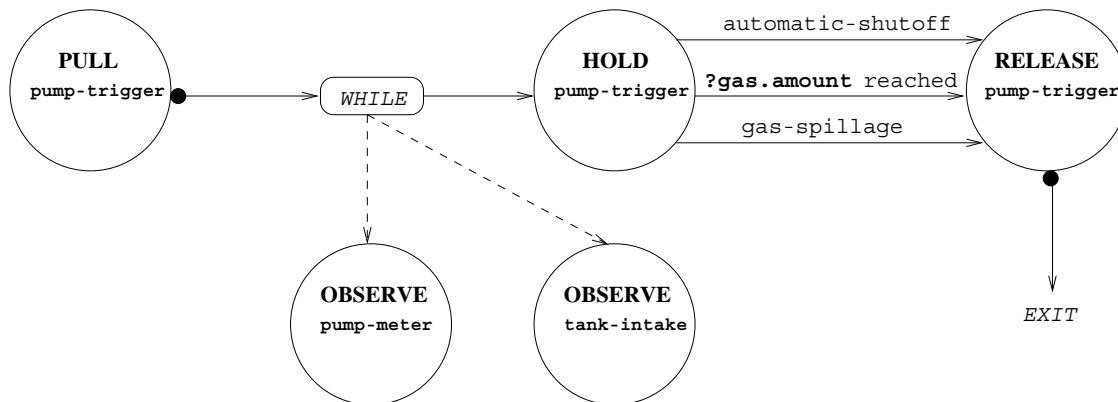 PULL
pump-trigger
WHILE
HOLD
pump-trigger
automatic-shutoff
?gas.amount reached
gas-spillage
RELEASE
pump-trigger
OBSERVE
pump-meter
OBSERVE
tank-intake
EXIT